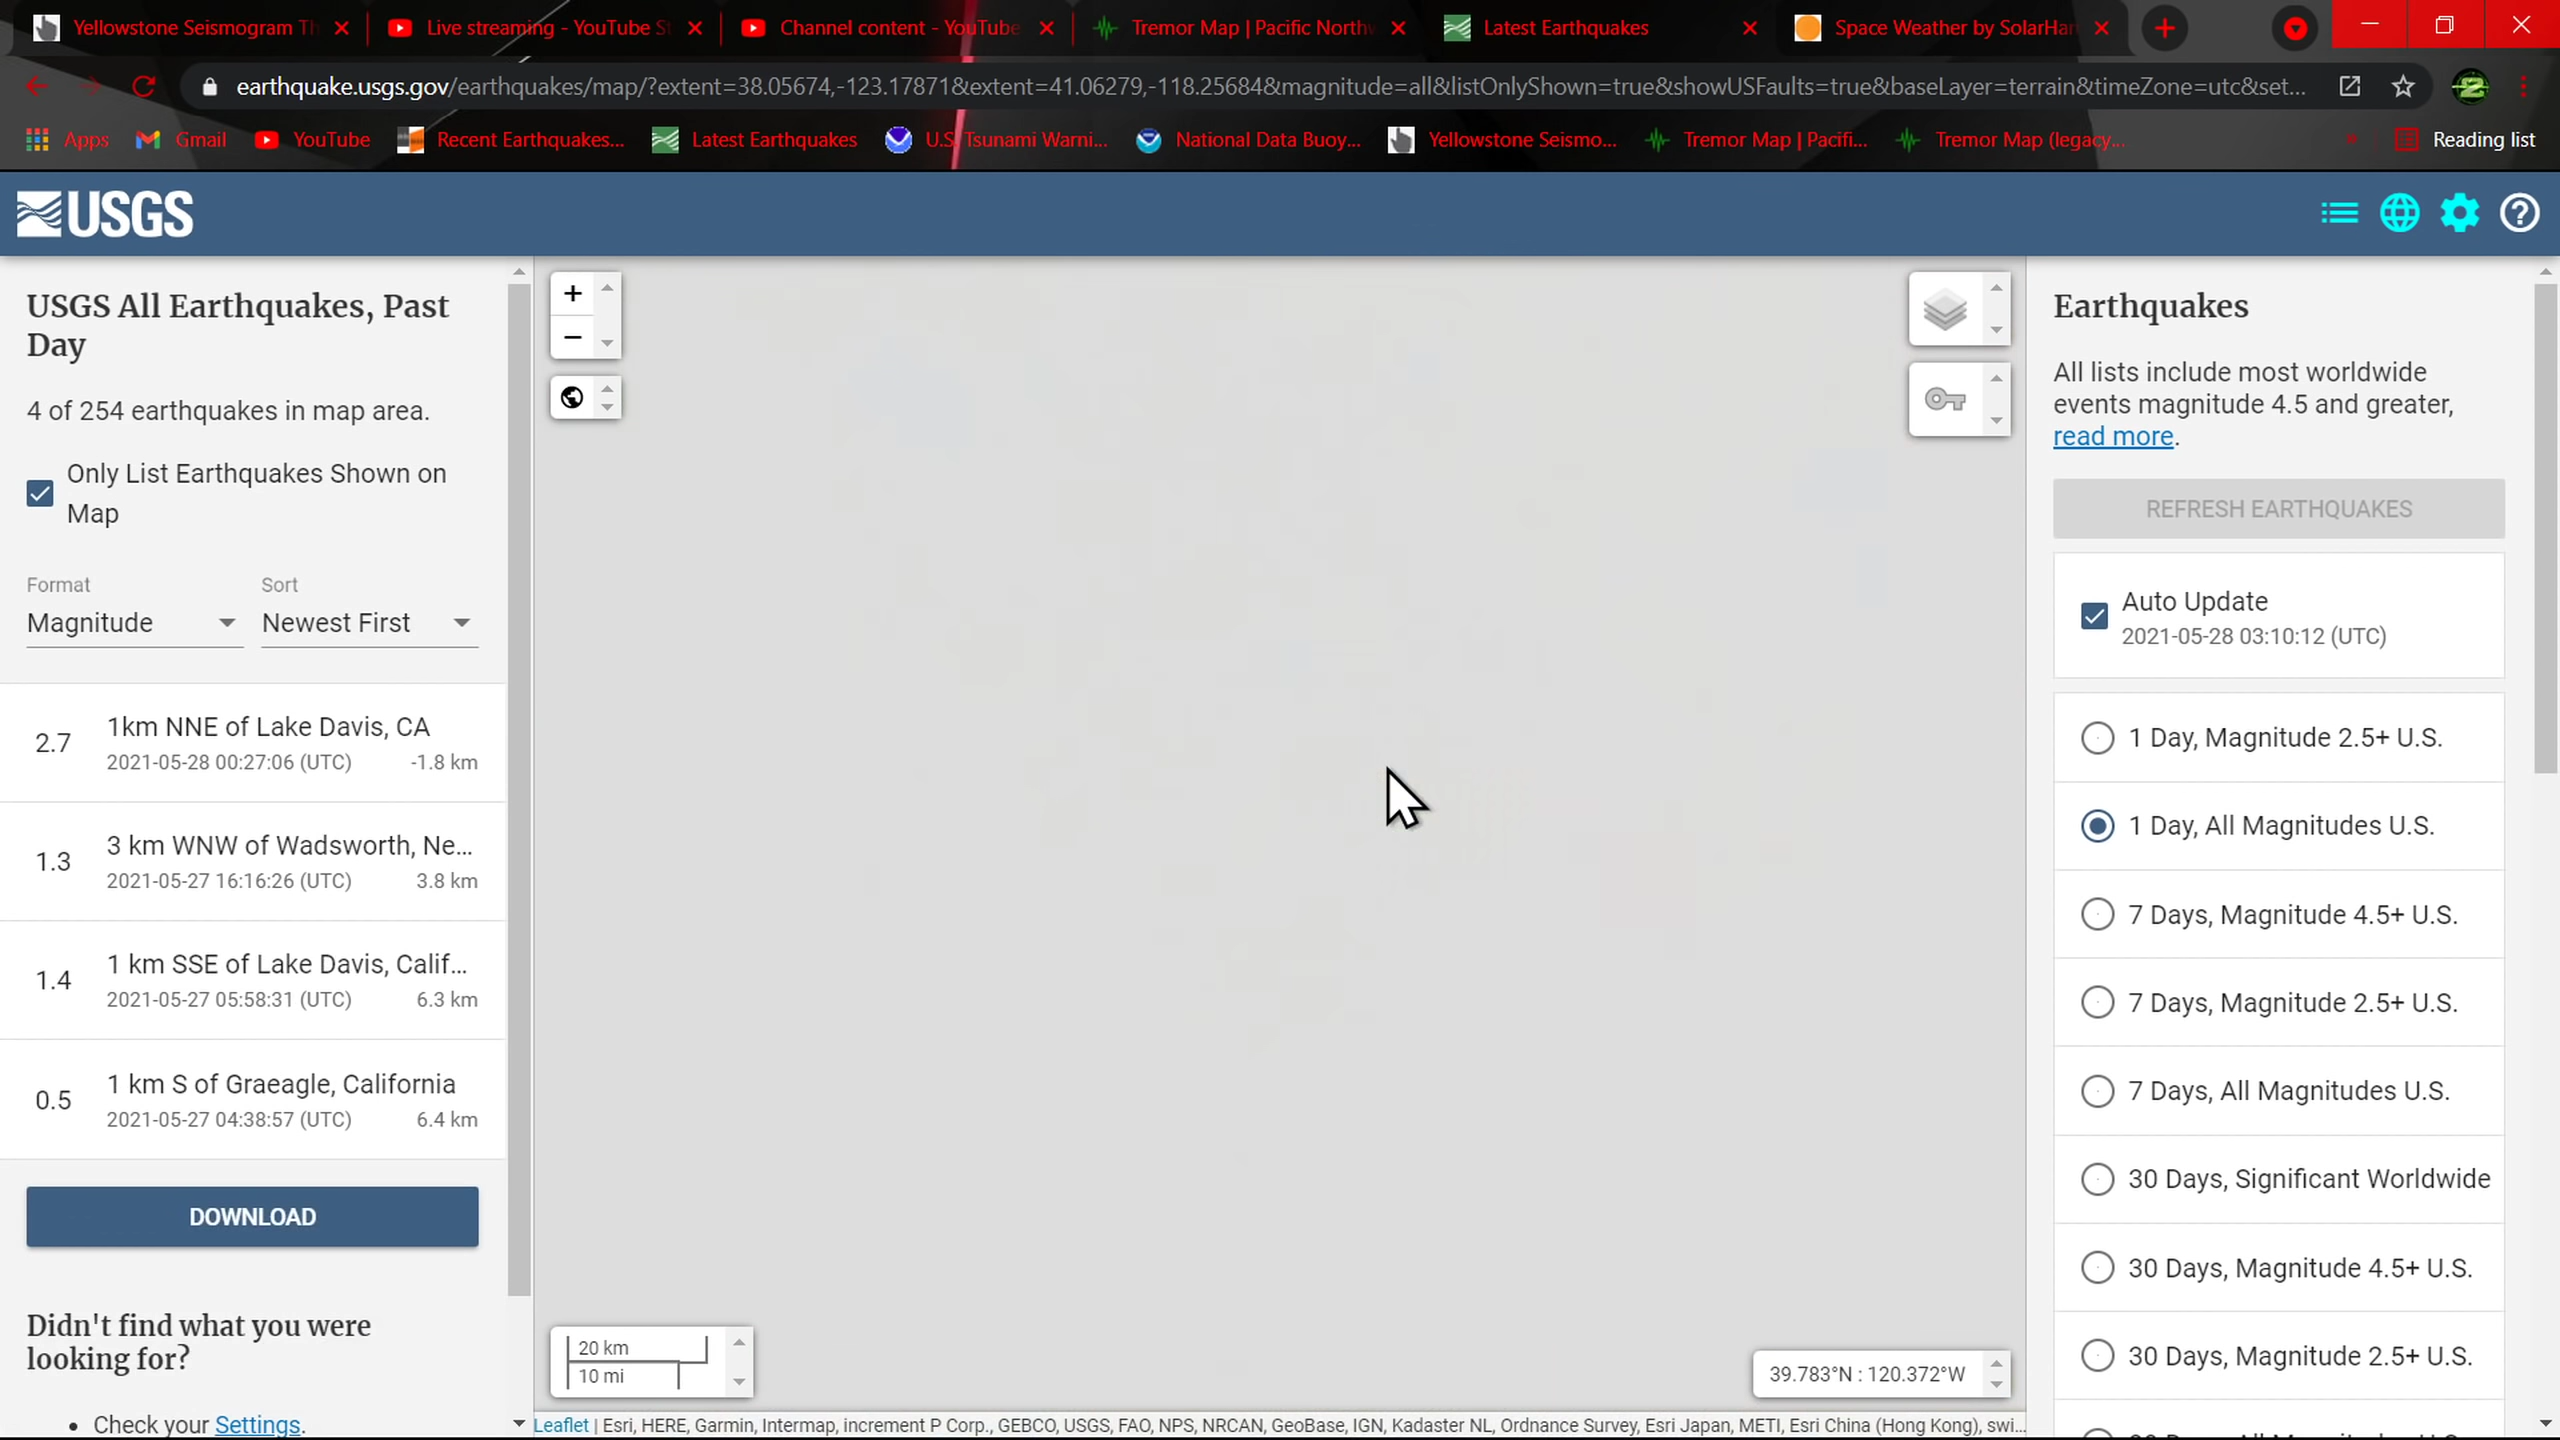 Yellowstone Seismogram Th
Live streaming - YouTube St
Channel content - YouTube
Tremor Map | Pacific Northw
Latest Earthquakes
Space Weather by SolarHam
earthquake.usgs.gov/earthquakes/map/?extent=38.05674,-123.17871&extent=41.06279,-118.25684&magnitude=all&listOnlyShown=true&showUSFaults=true&baseLayer=terrain&timeZone=utc&set...
Apps
Gmail
YouTube
Recent Earthquakes...
Latest Earthquakes
U.S. Tsunami Warni...
National Data Buoy...
Yellowstone Seismo...
Tremor Map | Pacifi...
Tremor Map (legacy...
Reading list
USGS
USGS All Earthquakes, Past
Day
4 of 254 earthquakes in map area.
Only List Earthquakes Shown on
Map
Format
Sort
Magnitude
Newest First
2.7
1km NNE of Lake Davis, CA
2021-05-28 00:27:06 (UTC)
-1.8 km
1.3
3 km WNW of Wadsworth, Ne...
2021-05-27 16:16:26 (UTC)
3.8 km
1.4
1 km SSE of Lake Davis, Calif...
2021-05-27 05:58:31 (UTC)
6.3 km
0.5
1 km S of Graeagle, California
2021-05-27 04:38:57 (UTC)
6.4 km
DOWNLOAD
Didn't find what you were
looking for?
• Check your Settings.
+
−
20 km
10 mi
39.783°N : 120.372°W
Leaflet | Esri, HERE, Garmin, Intermap, increment P Corp., GEBCO, USGS, FAO, NPS, NRCAN, GeoBase, IGN, Kadaster NL, Ordnance Survey, Esri Japan, METI, Esri China (Hong Kong), swi...
Earthquakes
All lists include most worldwide
events magnitude 4.5 and greater,
read more.
REFRESH EARTHQUAKES
Auto Update
2021-05-28 03:10:12 (UTC)
1 Day, Magnitude 2.5+ U.S.
1 Day, All Magnitudes U.S.
7 Days, Magnitude 4.5+ U.S.
7 Days, Magnitude 2.5+ U.S.
7 Days, All Magnitudes U.S.
30 Days, Significant Worldwide
30 Days, Magnitude 4.5+ U.S.
30 Days, Magnitude 2.5+ U.S.